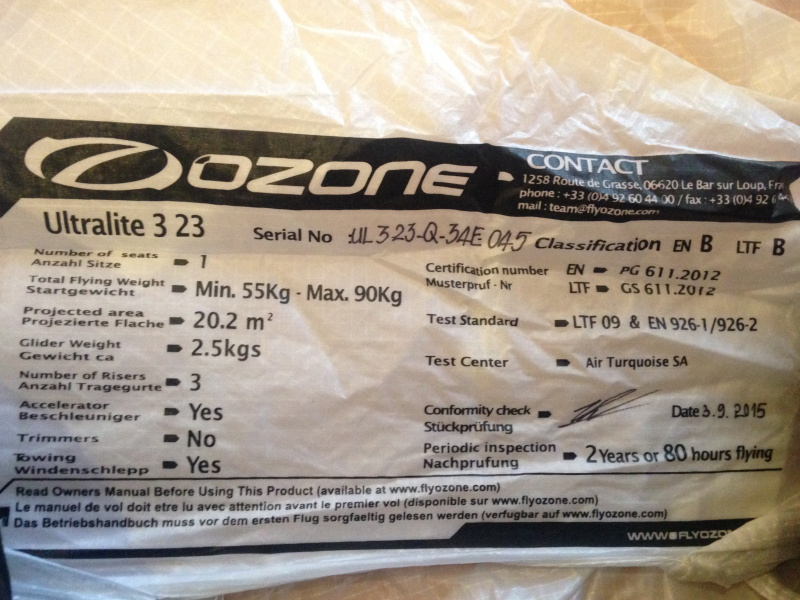 OZONE
CONTACT
1258 Route de Grasse, 06620 Le Bar sur Loup, Fra
phone : +33 (0)4 92 60 44 00 / fax : +33 (0)4 92 6
mail : team@flyozone.com
Ultralite 3 23
Serial No UL323-Q-34E 045
Classification EN B LTF B
Number of seats
Anzahl Sitze
1
Total Flying Weight
Startgewicht
Min. 55Kg - Max. 90Kg
Projected area
Projezierte Flache
20.2 m²
Glider Weight
Gewicht ca
2.5kgs
Number of Risers
Anzahl Tragegurte
3
Accelerator
Beschleuniger
Yes
Trimmers
No
Towing
Windenschlepp
Yes
Certification number
Musterpruf - Nr
EN PG 611.2012
LTF GS 611.2012
Test Standard
LTF 09 & EN 926-1/926-2
Test Center
Air Turquoise SA
Conformity check
Stückprüfung
Date 3.9. 2015
Periodic inspection
Nachprufung
2Years or 80 hours flying
Read Owners Manual Before Using This Product (available at www.flyozone.com)
Le manuel de vol doit etre lu avec attention avant le premier vol (disponible sur www.flyozone.com)
Das Betriebshandbuch muss vor dem ersten Flug sorgfaeltig gelesen werden (verfugbar auf www.flyozone.com)
WWW.FLYOZO